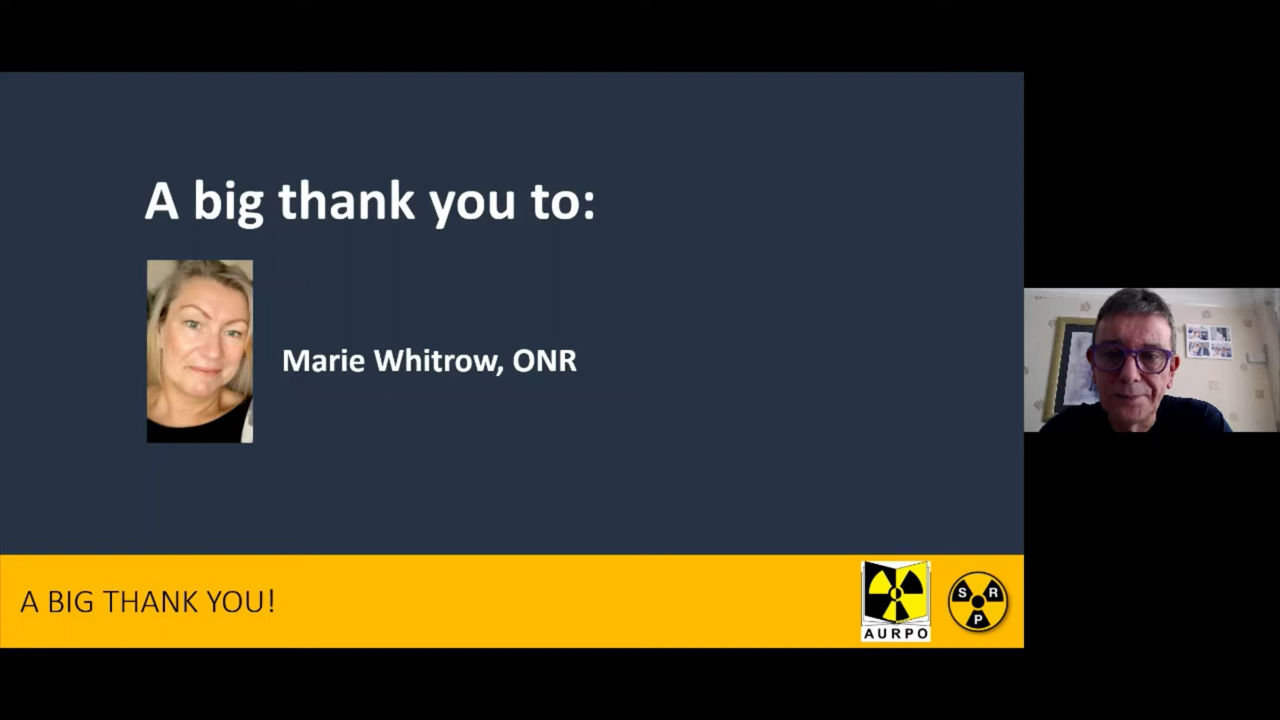 A big thank you to:
Marie Whitrow, ONR
A BIG THANK YOU!
AURPO
S R
P